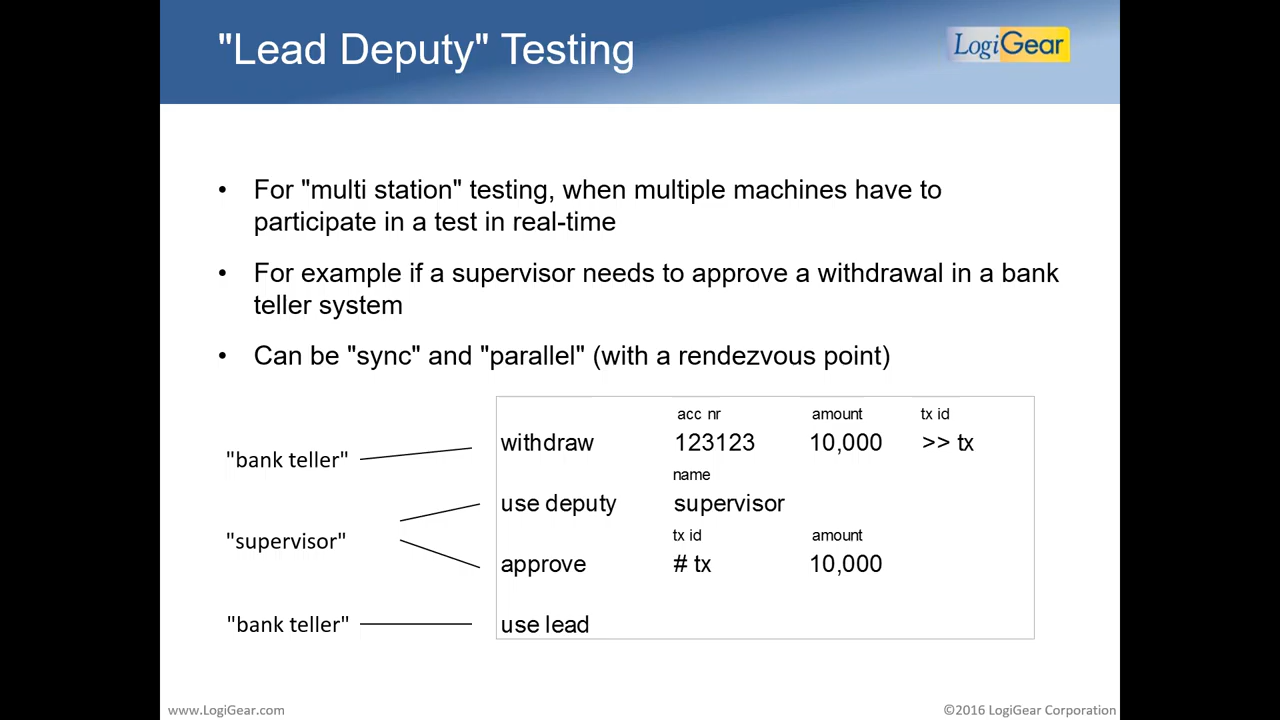 "Lead Deputy" Testing
LogiGear
• For "multi station" testing, when multiple machines have to
participate in a test in real-time
• For example if a supervisor needs to approve a withdrawal in a bank
teller system
• Can be "sync" and "parallel" (with a rendezvous point)
acc nr amount tx id
withdraw 123123 10,000 >> tx
"bank teller"
name
use deputy supervisor
"supervisor"
tx id amount
approve # tx 10,000
"bank teller" use lead
www.LogiGear.com ©2016 LogiGear Corporation